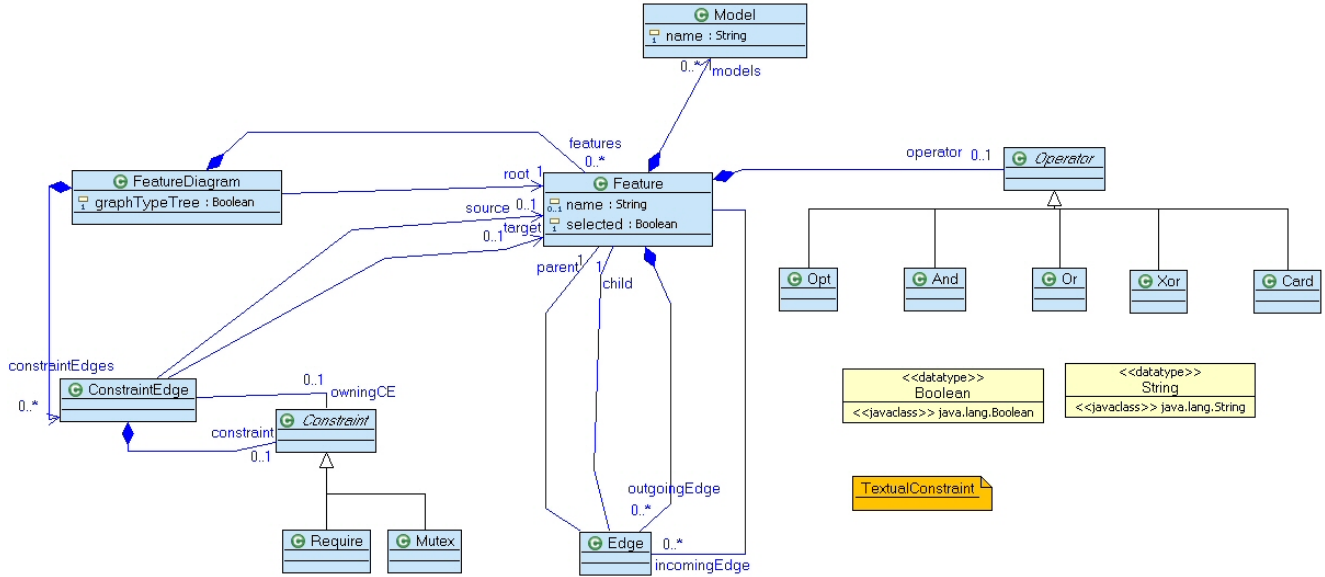 Model
name : String
0..*
models
features
0..*
operator 0..1
Operator
FeatureDiagram
graphTypeTree : Boolean
root 1
Feature
0..1 name : String
1 selected : Boolean
source 0..1
target
0..1
parent 1
1
child
Opt
And
Or
Xor
Card
constraintEdges
0..*
ConstraintEdge
0..1
owningCE
Constraint
constraint
0..1
<<datatype>>
Boolean
<<javaclass>> java.lang.Boolean
<<datatype>>
String
<<javaclass>> java.lang.String
TextualConstraint
outgoingEdge
0..*
Require
Mutex
Edge
0..*
incomingEdge